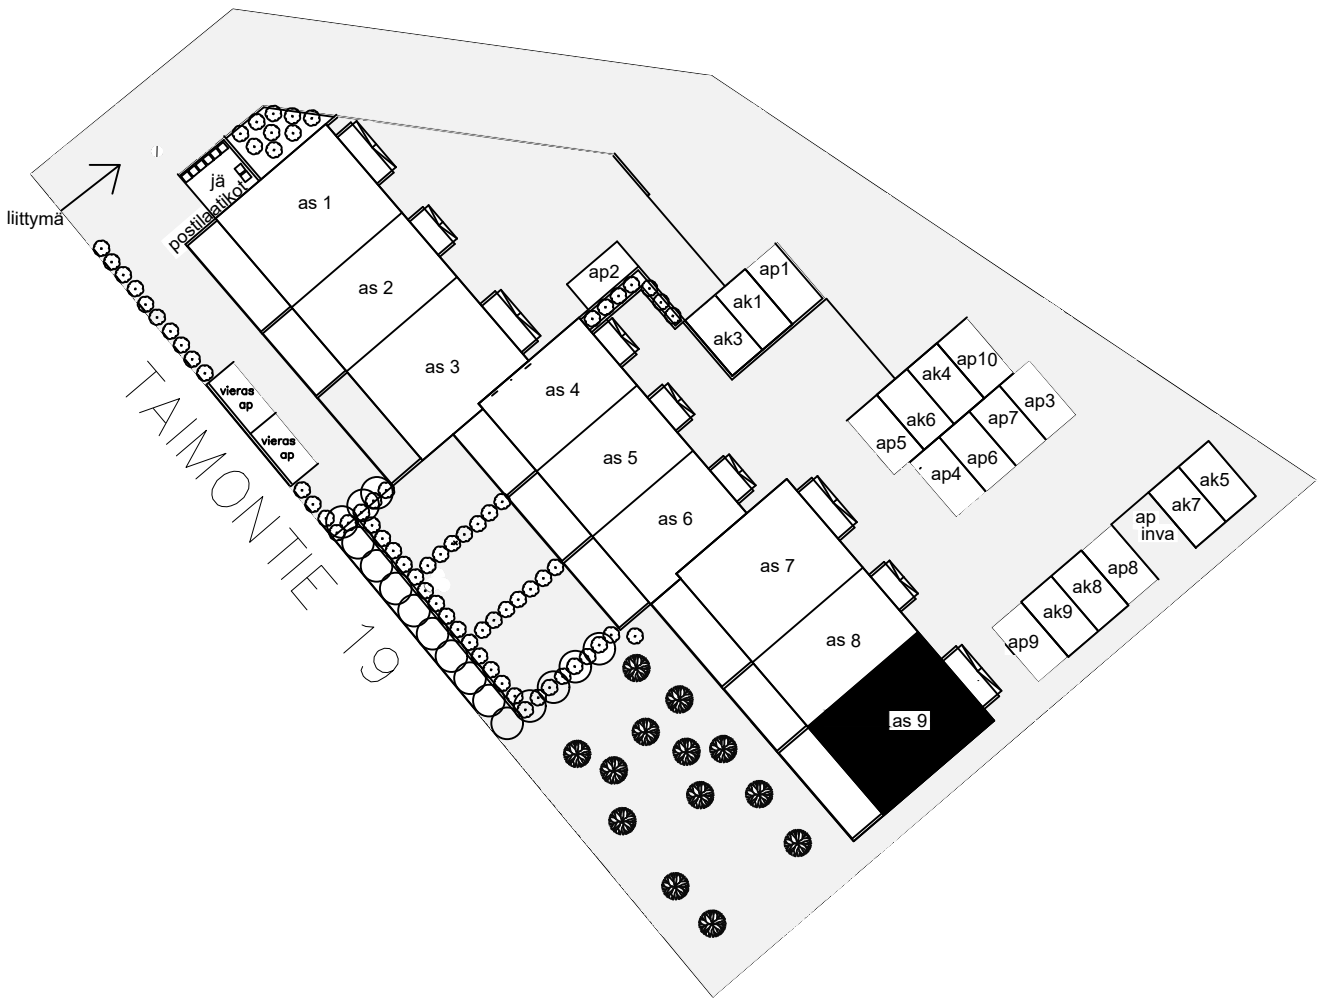 liittymä
jä
postilaatikot
as 1
as 2
as 3
as 4
as 5
as 6
as 7
as 8
as 9
vieras
ap
vieras
ap
TAIMONTIE 19
ap2
ap1
ak1
ak3
ap10
ak4
ak6
ap5
ap3
ap7
ap6
ap4
ak5
ak7
ap
inva
ap8
ak8
ak9
ap9